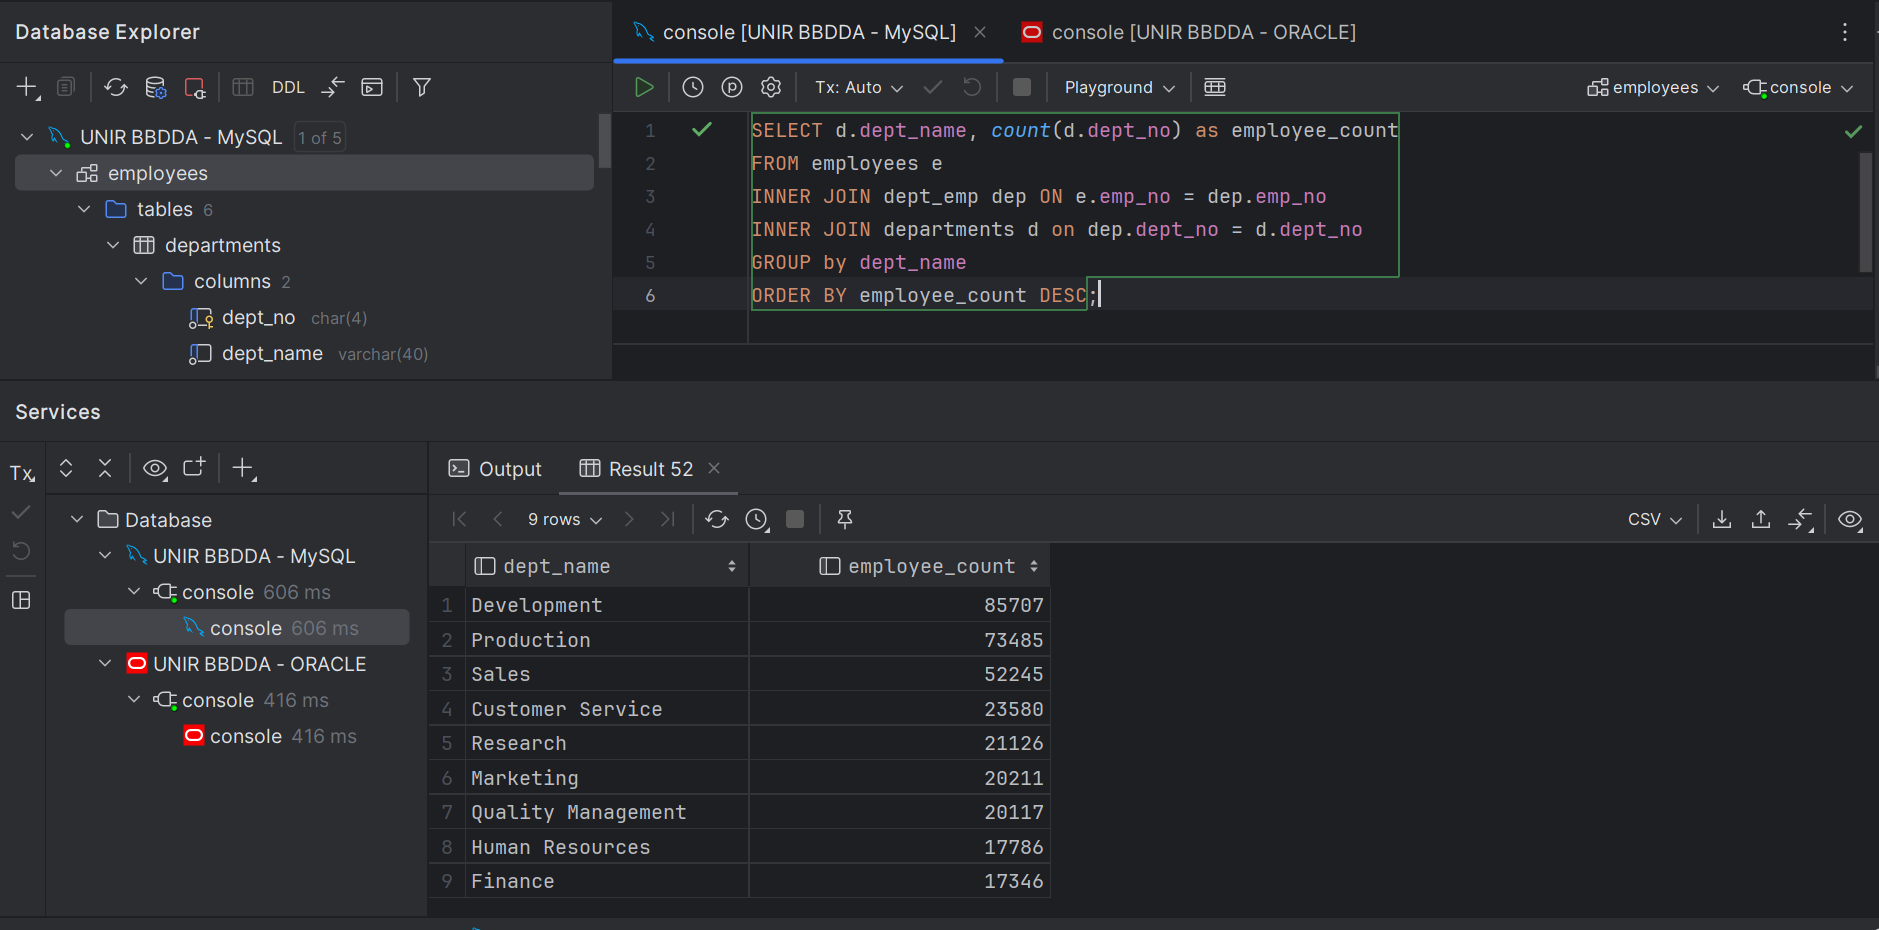 Database Explorer
console [UNIR BBDDA - MySQL]
console [UNIR BBDDA - ORACLE]
DDL
Tx: Auto
Playground
employees
console
UNIR BBDDA - MySQL 1 of 5
employees
tables 6
departments
columns 2
dept_no char(4)
dept_name varchar(40)
1 SELECT d.dept_name, count(d.dept_no) as employee_count
2 FROM employees e
3 INNER JOIN dept_emp dep ON e.emp_no = dep.emp_no
4 INNER JOIN departments d on dep.dept_no = d.dept_no
5 GROUP by dept_name
6 ORDER BY employee_count DESC;
Services
Tx
Database
UNIR BBDDA - MySQL
console 606 ms
console 606 ms
UNIR BBDDA - ORACLE
console 416 ms
console 416 ms
Output
Result 52
9 rows
CSV
dept_name employee_count
1 Development 85707
2 Production 73485
3 Sales 52245
4 Customer Service 23580
5 Research 21126
6 Marketing 20211
7 Quality Management 20117
8 Human Resources 17786
9 Finance 17346